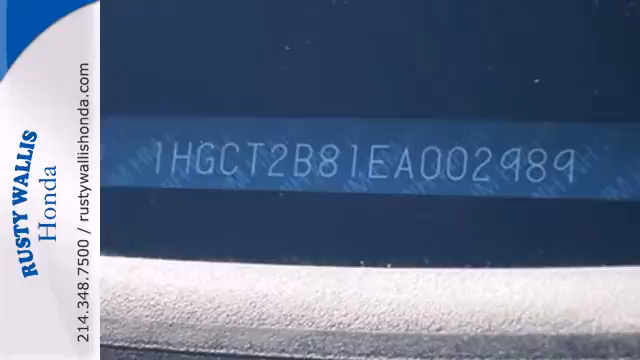 RUSTY WALLIS
Honda
214.348.7500 / rustywallishonda.com
1HGCT2B81EA002989